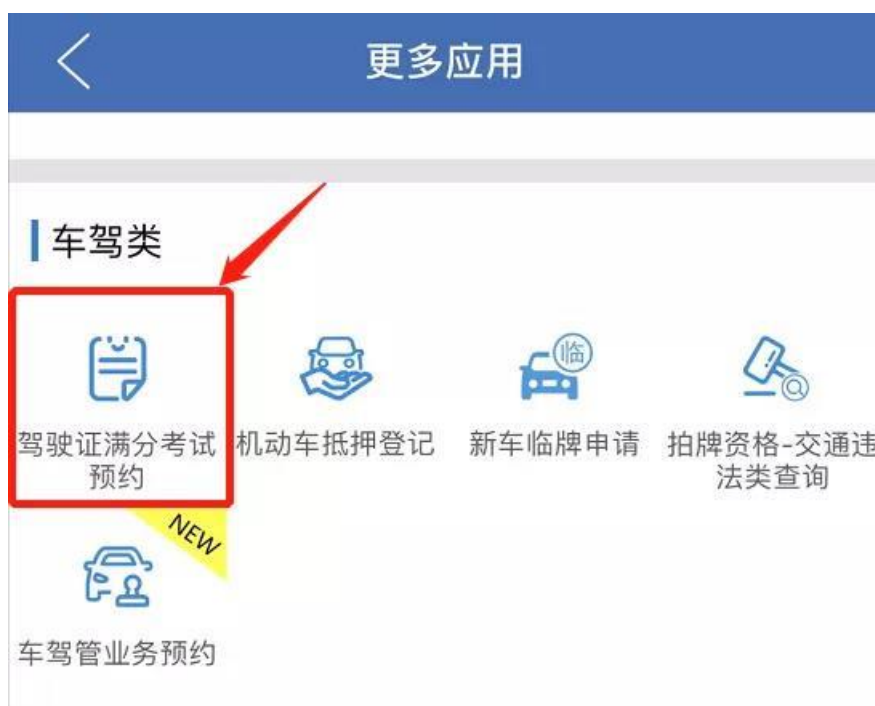 更多应用
车驾类
临
驾驶证满分考试
预约
机动车抵押登记
新车临牌申请
拍牌资格-交通违
法类查询
NEW
车驾管业务预约